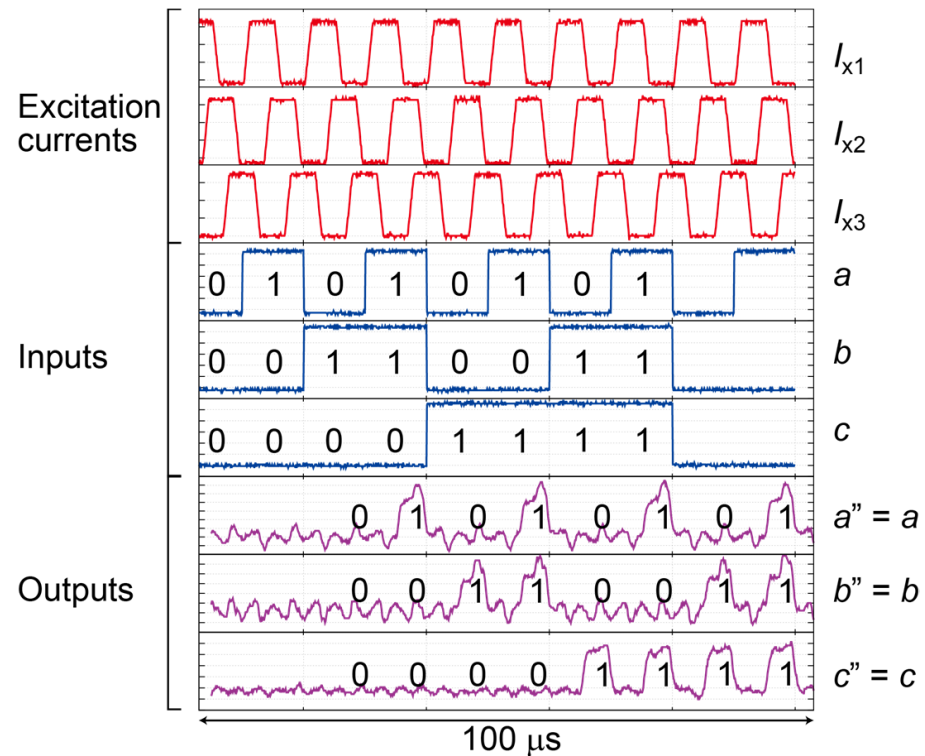 Excitation
currents
Ix1
Ix2
Ix3
Inputs
0 1 0 1 0 1 0 1 a
0 0 1 1 0 0 1 1 b
0 0 0 0 1 1 1 1 c
Outputs
0 1 0 1 0 1 0 1 a” = a
0 0 1 1 0 0 1 1 b” = b
0 0 0 0 1 1 1 1 c” = c
100 μs